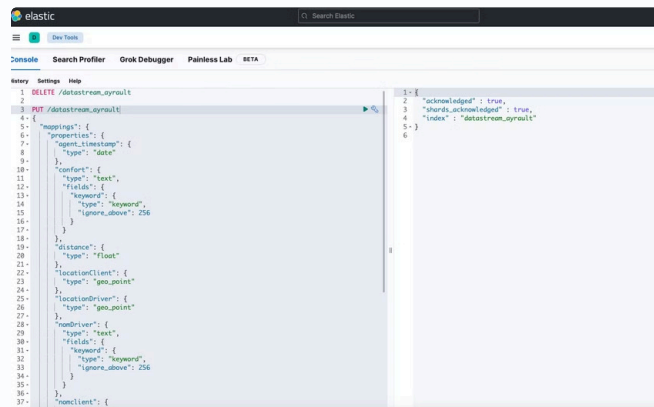 elastic
Search Elastic
D
Dev Tools
Console Search Profiler Grok Debugger Painless Lab BETA
History Settings Help
1 DELETE /datastream_ayrault
2
3 PUT /datastream_ayrault
4 {
5 "mappings": {
6 "properties": {
7 "agent_timestamp": {
8 "type": "date"
9 },
10 "confort": {
11 "type": "text",
12 "fields": {
13 "keyword": {
14 "type": "keyword",
15 "ignore_above": 256
16 }
17 }
18 },
19 "distance": {
20 "type": "float"
21 },
22 "locationClient": {
23 "type": "geo_point"
24 },
25 "locationDriver": {
26 "type": "geo_point"
27 },
28 "nomDriver": {
29 "type": "text",
30 "fields": {
31 "keyword": {
32 "type": "keyword",
33 "ignore_above": 256
34 }
35 }
36 },
37 "nomclient": {
1 {
2 "acknowledged" : true,
3 "shards_acknowledged" : true,
4 "index" : "datastream_ayrault"
5 }
6